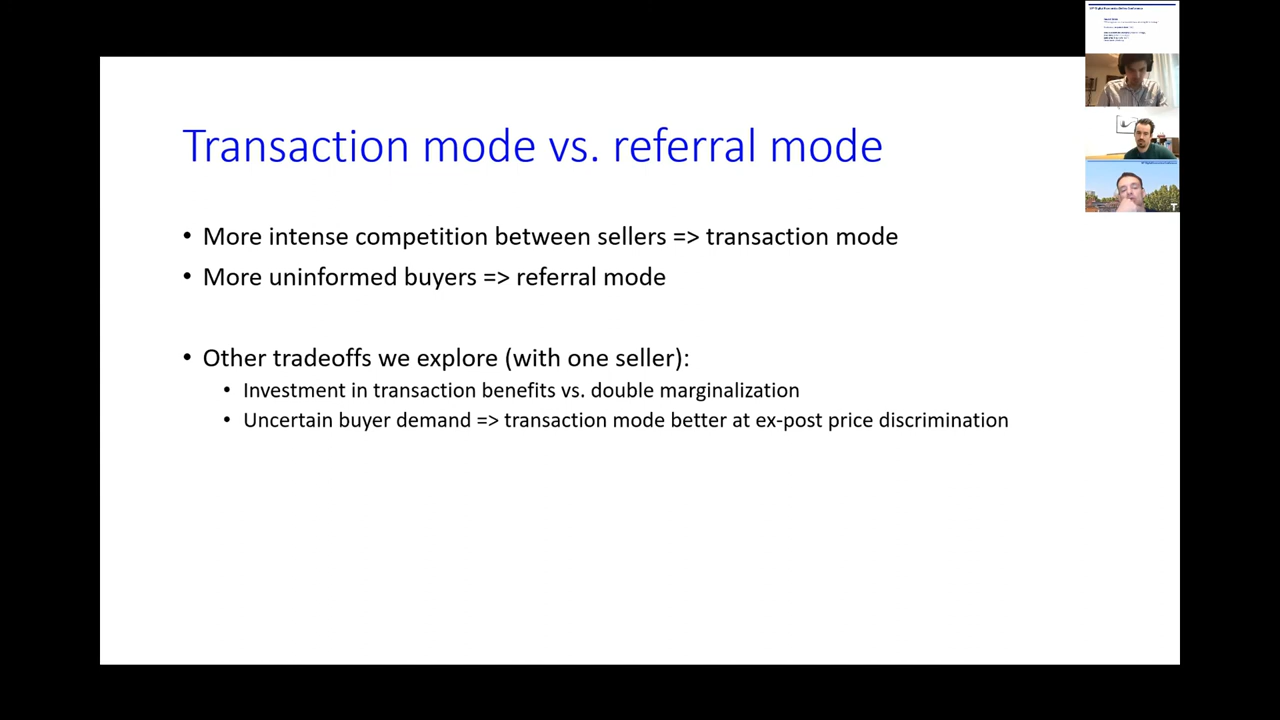 Transaction mode vs. referral mode
• More intense competition between sellers => transaction mode
• More uninformed buyers => referral mode
• Other tradeoffs we explore (with one seller):
• Investment in transaction benefits vs. double marginalization
• Uncertain buyer demand => transaction mode better at ex-post price discrimination